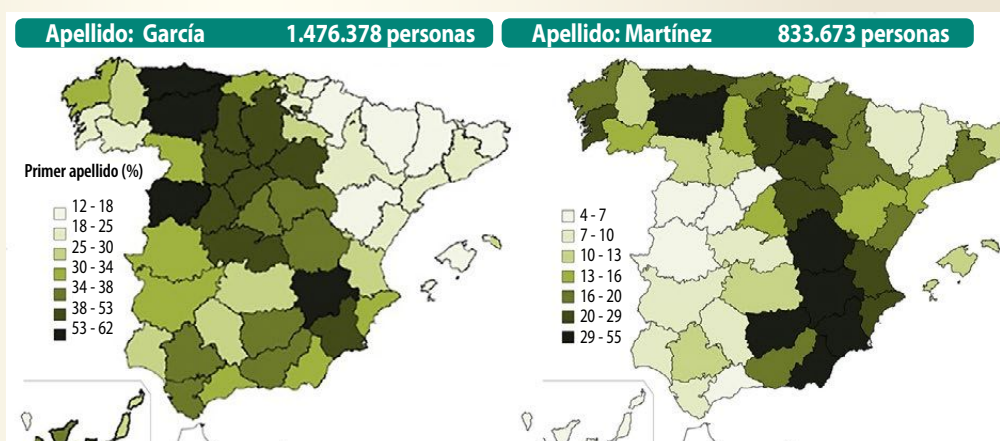 Apellido: García 1.476.378 personas
Primer apellido (%)
12 - 18
18 - 25
25 - 30
30 - 34
34 - 38
38 - 53
53 - 62
Apellido: Martínez 833.673 personas
4 - 7
7 - 10
10 - 13
13 - 16
16 - 20
20 - 29
29 - 55